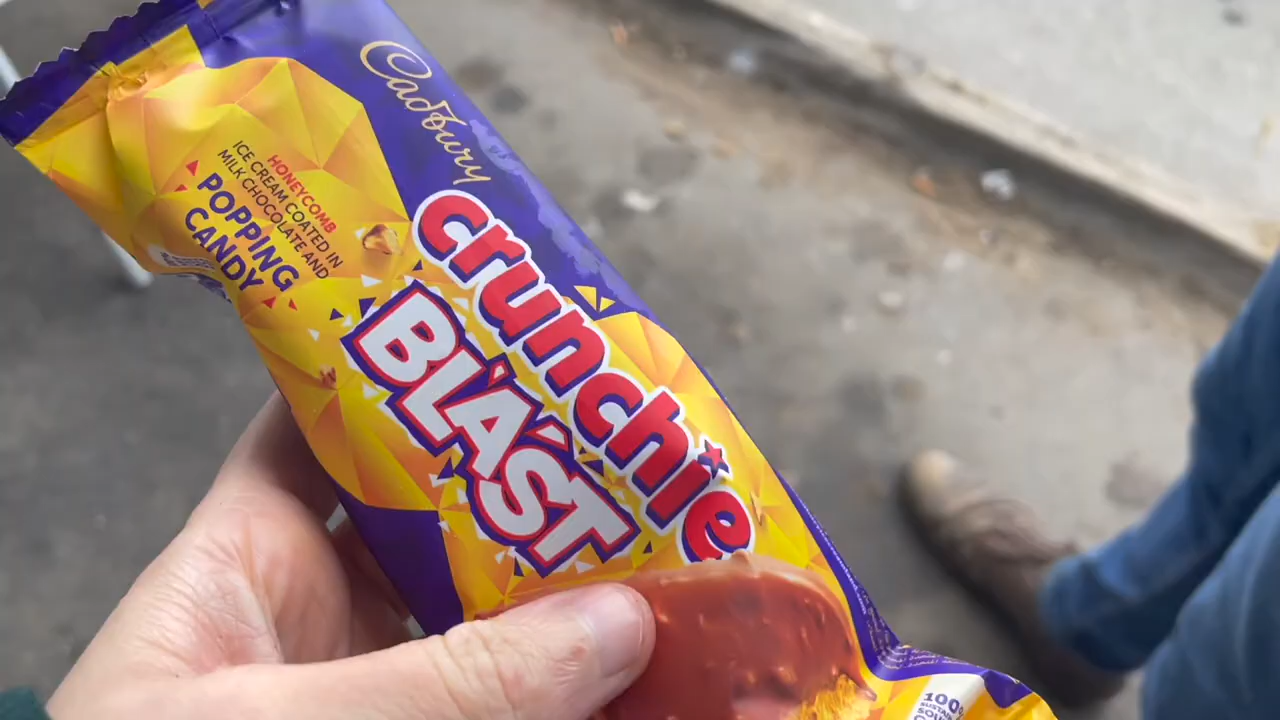 Cadbury
HONEYCOMB
ICE CREAM COATED IN
MILK CHOCOLATE AND
POPPING
CANDY
crunchie
BLAST
100%